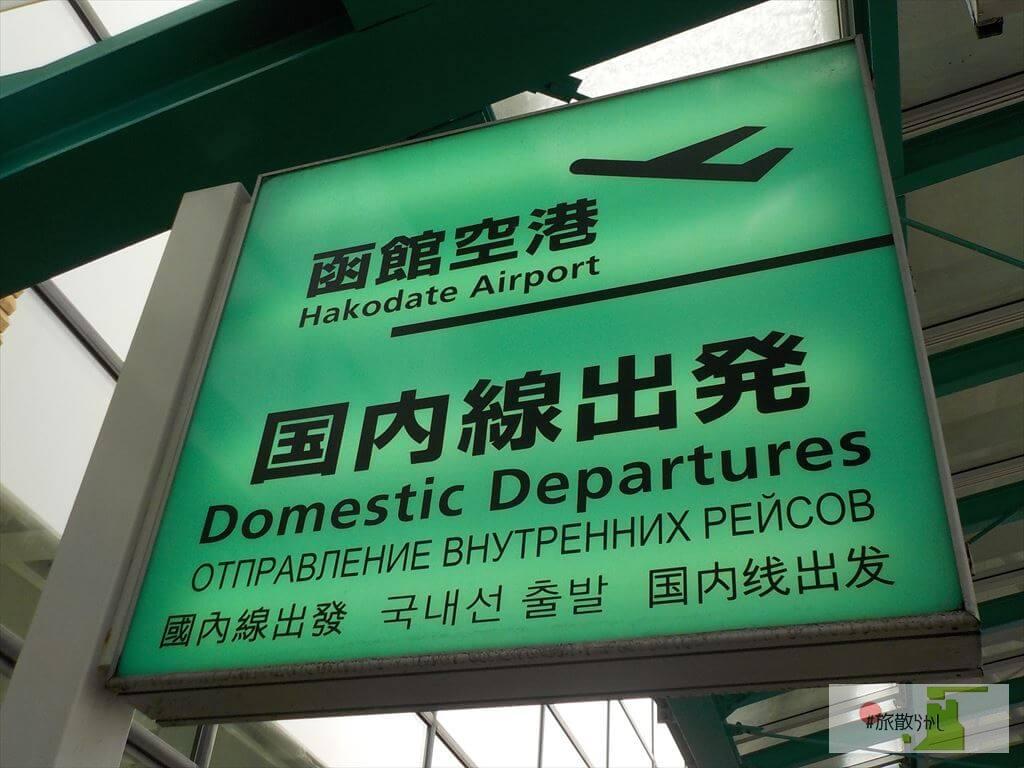 函館空港
Hakodate Airport
国内線出発
Domestic Departures
ОТПРАВЛЕНИЕ ВНУТРЕННИХ РЕЙСОВ
國內線出發 국내선 출발 国内线出发
#旅散らかし